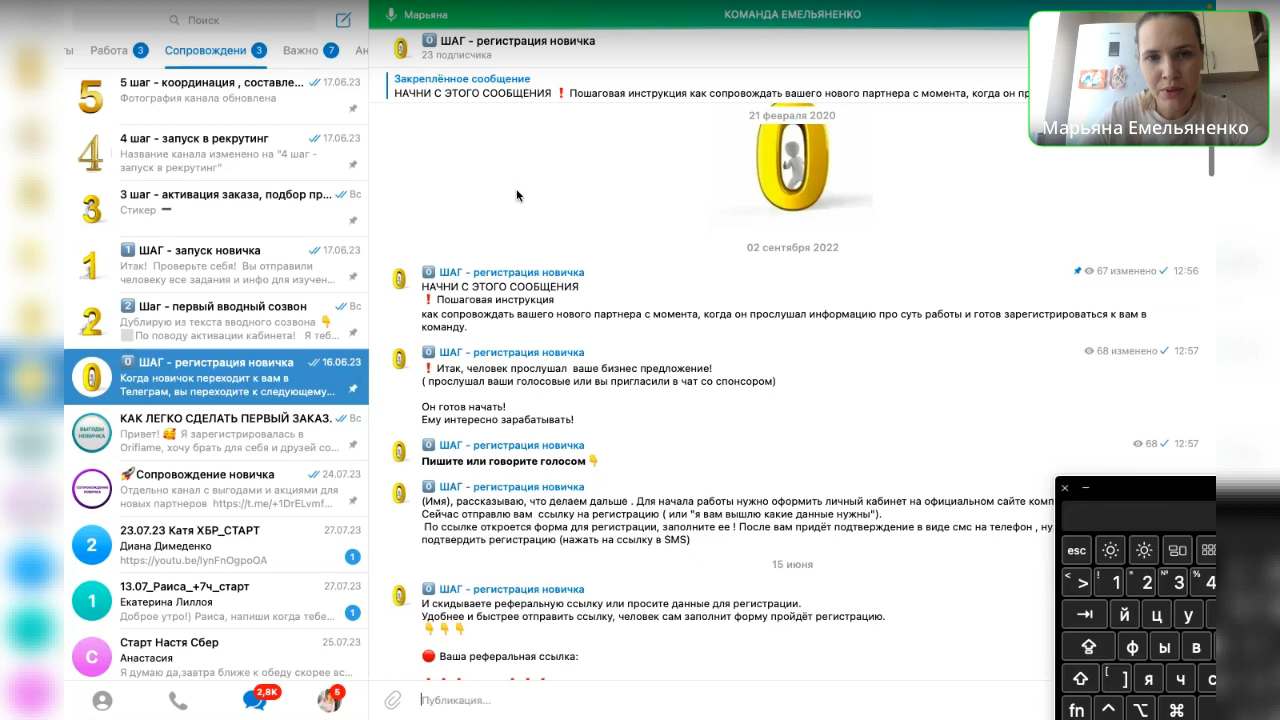 Поиск
Работа 3
Сопровождени 3
Важно 7
5 шаг - координация , составле... 17.06.23
Фотография канала обновлена
4 шаг - запуск в рекрутинг 17.06.23
Название канала изменено на "4 шаг -
запуск в рекрутинг"
3 шаг - активация заказа, подбор пр... Вс
Стикер ➖
1 ШАГ - запуск новичка 17.06.23
Итак! Проверьте себя! Вы отправили
человеку все задания и инфо для изучен...
2 Шаг - первый вводный созвон Вс
Дублирую из текста вводного созвона 👇
⬜По поводу активации кабинета! Я теб...
0 ШАГ - регистрация новичка 16.06.23
Когда новичок переходит к вам в
Телеграм, вы переходите к следующему...
КАК ЛЕГКО СДЕЛАТЬ ПЕРВЫЙ ЗАКАЗ. Вс
ВЫГОДЫ
НОВИЧКА
Привет! 🥰 Я зарегистрировалась в
Oriflame, хочу брать для себя и друзей со...
🚀Сопровождение новичка 24.07.23
Отдельно канал с выгодами и акциями для
новых партнеров https://t.me/+1DrELvmf...
23.07.23 Катя ХБР_СТАРТ 27.07.23
2
Диана Димеденко
https://youtu.be/IynFnOgpoOA 1
13.07_Раиса_+7ч_старт 27.07.23
1
Екатерина Лиллоя
Доброе утро!) Раиса, напиши когда тебе... 1
Старт Настя Сбер 25.07.23
С
Анастасия
Я думаю да,завтра ближе к обеду скорее вс...
2,8K
5
Марьяна
КОМАНДА ЕМЕЛЬЯНЕНКО
0 ШАГ - регистрация новичка
23 подписчика
Закреплённое сообщение
НАЧНИ С ЭТОГО СООБЩЕНИЯ ❗ Пошаговая инструкция как сопровождать вашего нового партнера с момента, когда он пр
21 февраля 2020
02 сентября 2022
0 ШАГ - регистрация новичка 67 изменено 12:56
НАЧНИ С ЭТОГО СООБЩЕНИЯ
❗ Пошаговая инструкция
как сопровождать вашего нового партнера с момента, когда он прослушал информацию про суть работы и готов зарегистрироваться к вам в
команду.
0 ШАГ - регистрация новичка 68 изменено 12:57
❗ Итак, человек прослушал ваше бизнес предложение!
( прослушал ваши голосовые или вы пригласили в чат со спонсором)
Он готов начать!
Ему интересно зарабатывать!
0 ШАГ - регистрация новичка 68 12:57
Пишите или говорите голосом👇
0 ШАГ - регистрация новичка
(Имя), рассказываю, что делаем дальше . Для начала работы нужно оформить личный кабинет на официальном сайте комп
Сейчас отправлю вам ссылку на регистрацию ( или "я вам вышлю какие данные нужны").
По ссылке откроется форма для регистрации, заполните ее ! После вам придёт подтверждение в виде смс на телефон , ну
подтвердить регистрацию (нажать на ссылку в SMS)
15 июня
0 ШАГ - регистрация новичка
И скидываете реферальную ссылку или просите данные для регистрации.
Удобнее и быстрее отправить ссылку, человек сам заполнит форму пройдёт регистрацию.
👇👇👇
🔴 Ваша реферальная ссылка:
Публикация...
Марьяна Емельяненко
esc
< > ! 1 " 2 № 3 % 4
й ц у
ф ы в
[ ] я ч с
fn